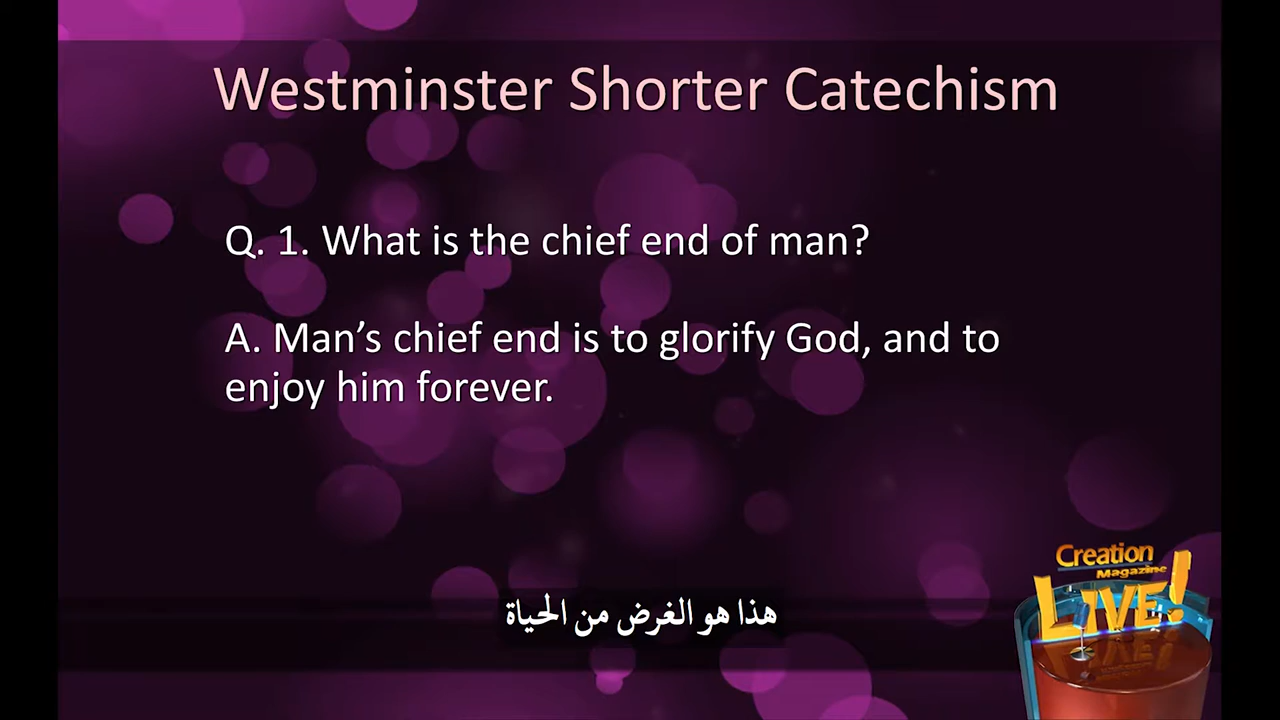 Westminster Shorter Catechism
Q. 1. What is the chief end of man?
A. Man's chief end is to glorify God, and to
enjoy him forever.
هذا هو الغرض من الحياة
Creation
Magazine
LIVE!